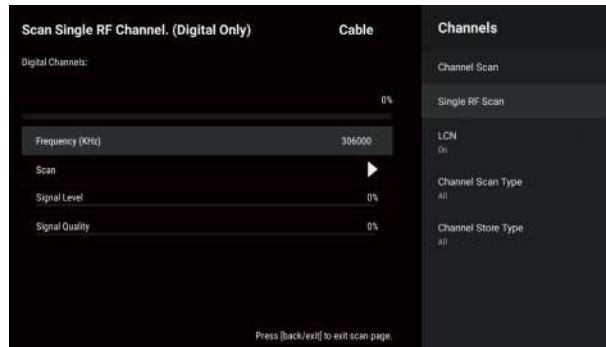 Scan Single RF Channel. (Digital Only) Cable
Digital Channels:
0%
Frequency (KHz) 306000
Scan
Signal Level 0%
Signal Quality 0%
Press [back/exit] to exit scan page.
Channels
Channel Scan
Single RF Scan
LCN
On
Channel Scan Type
All
Channel Store Type
All